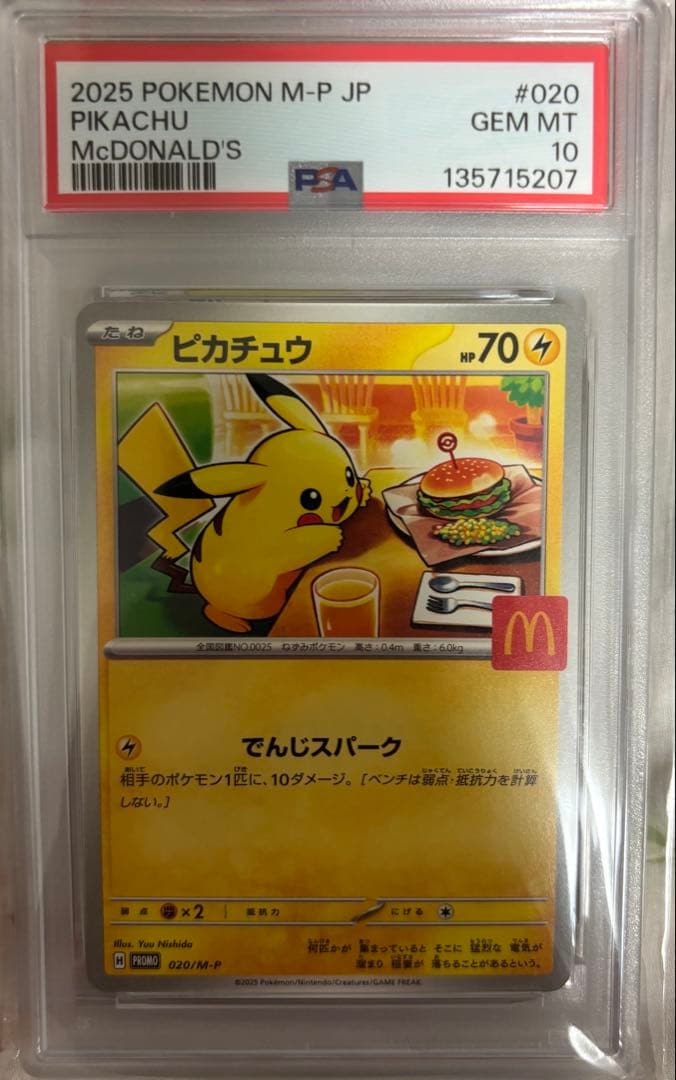 2025 POKEMON M-P JP #020
PIKACHU GEM MT
McDONALD'S 10
PSA 135715207
たね ピカチュウ HP70
全国図鑑NO.0025 ねずみポケモン 高さ:0.4m 重さ:6.0kg
でんじスパーク
相手のポケモン1匹に、10ダメージ。[ベンチは弱点・抵抗力を計算
しない。]
弱点 ×2 抵抗力 にげる
Illus. Yuu Nishida
何匹かが 集まっていると そこに 猛烈な 電気が
溜まり 稲妻が 落ちることがあるという。
H PROMO 020/M-P
©2025 Pokémon/Nintendo/Creatures/GAME FREAK.